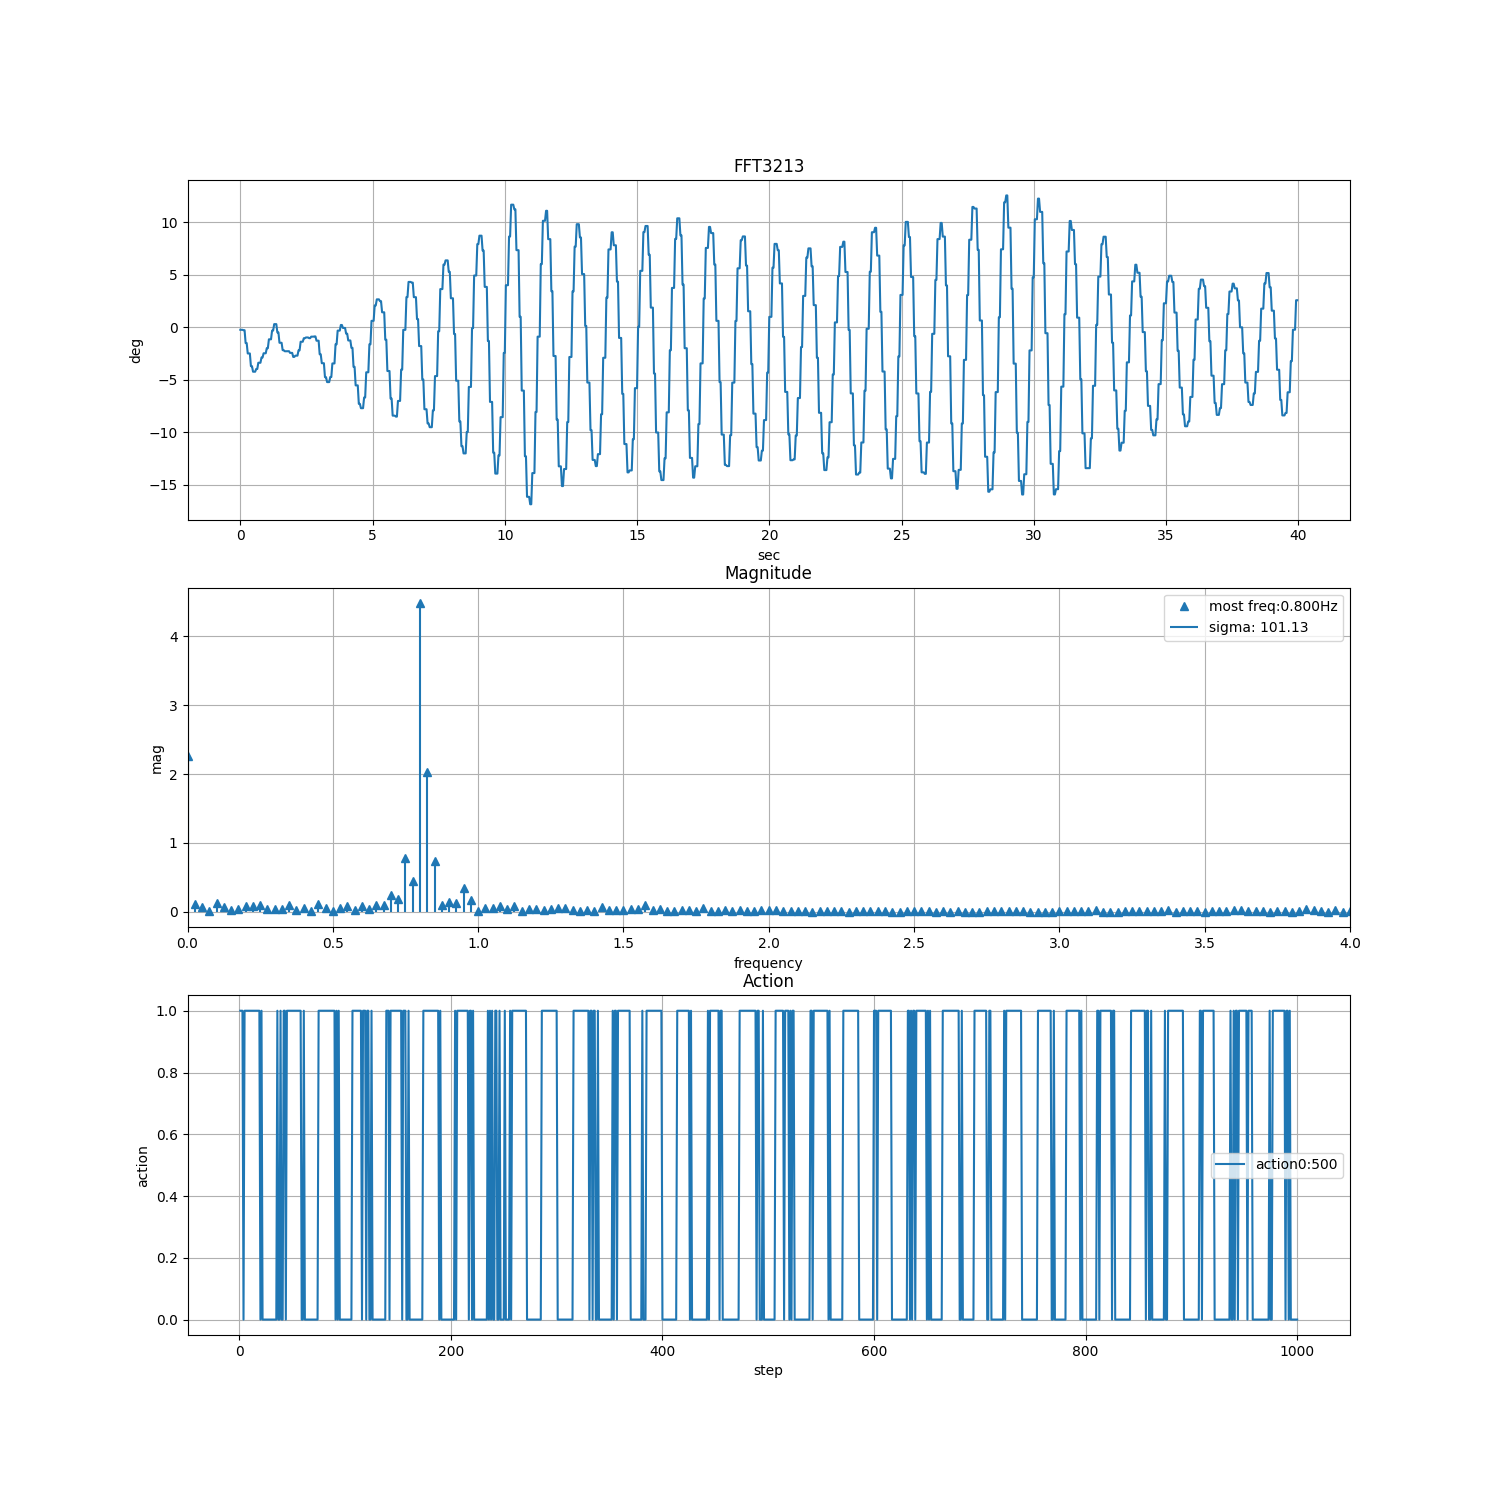 FFT3213
10
5
0
−5
−10
−15
deg
0 5 10 15 20 25 30 35 40
sec
Magnitude
most freq:0.800Hz
sigma: 101.13
4
3
2
1
0
mag
0.0 0.5 1.0 1.5 2.0 2.5 3.0 3.5 4.0
frequency
Action
1.0
0.8
0.6
0.4
0.2
0.0
action
action0:500
0 200 400 600 800 1000
step